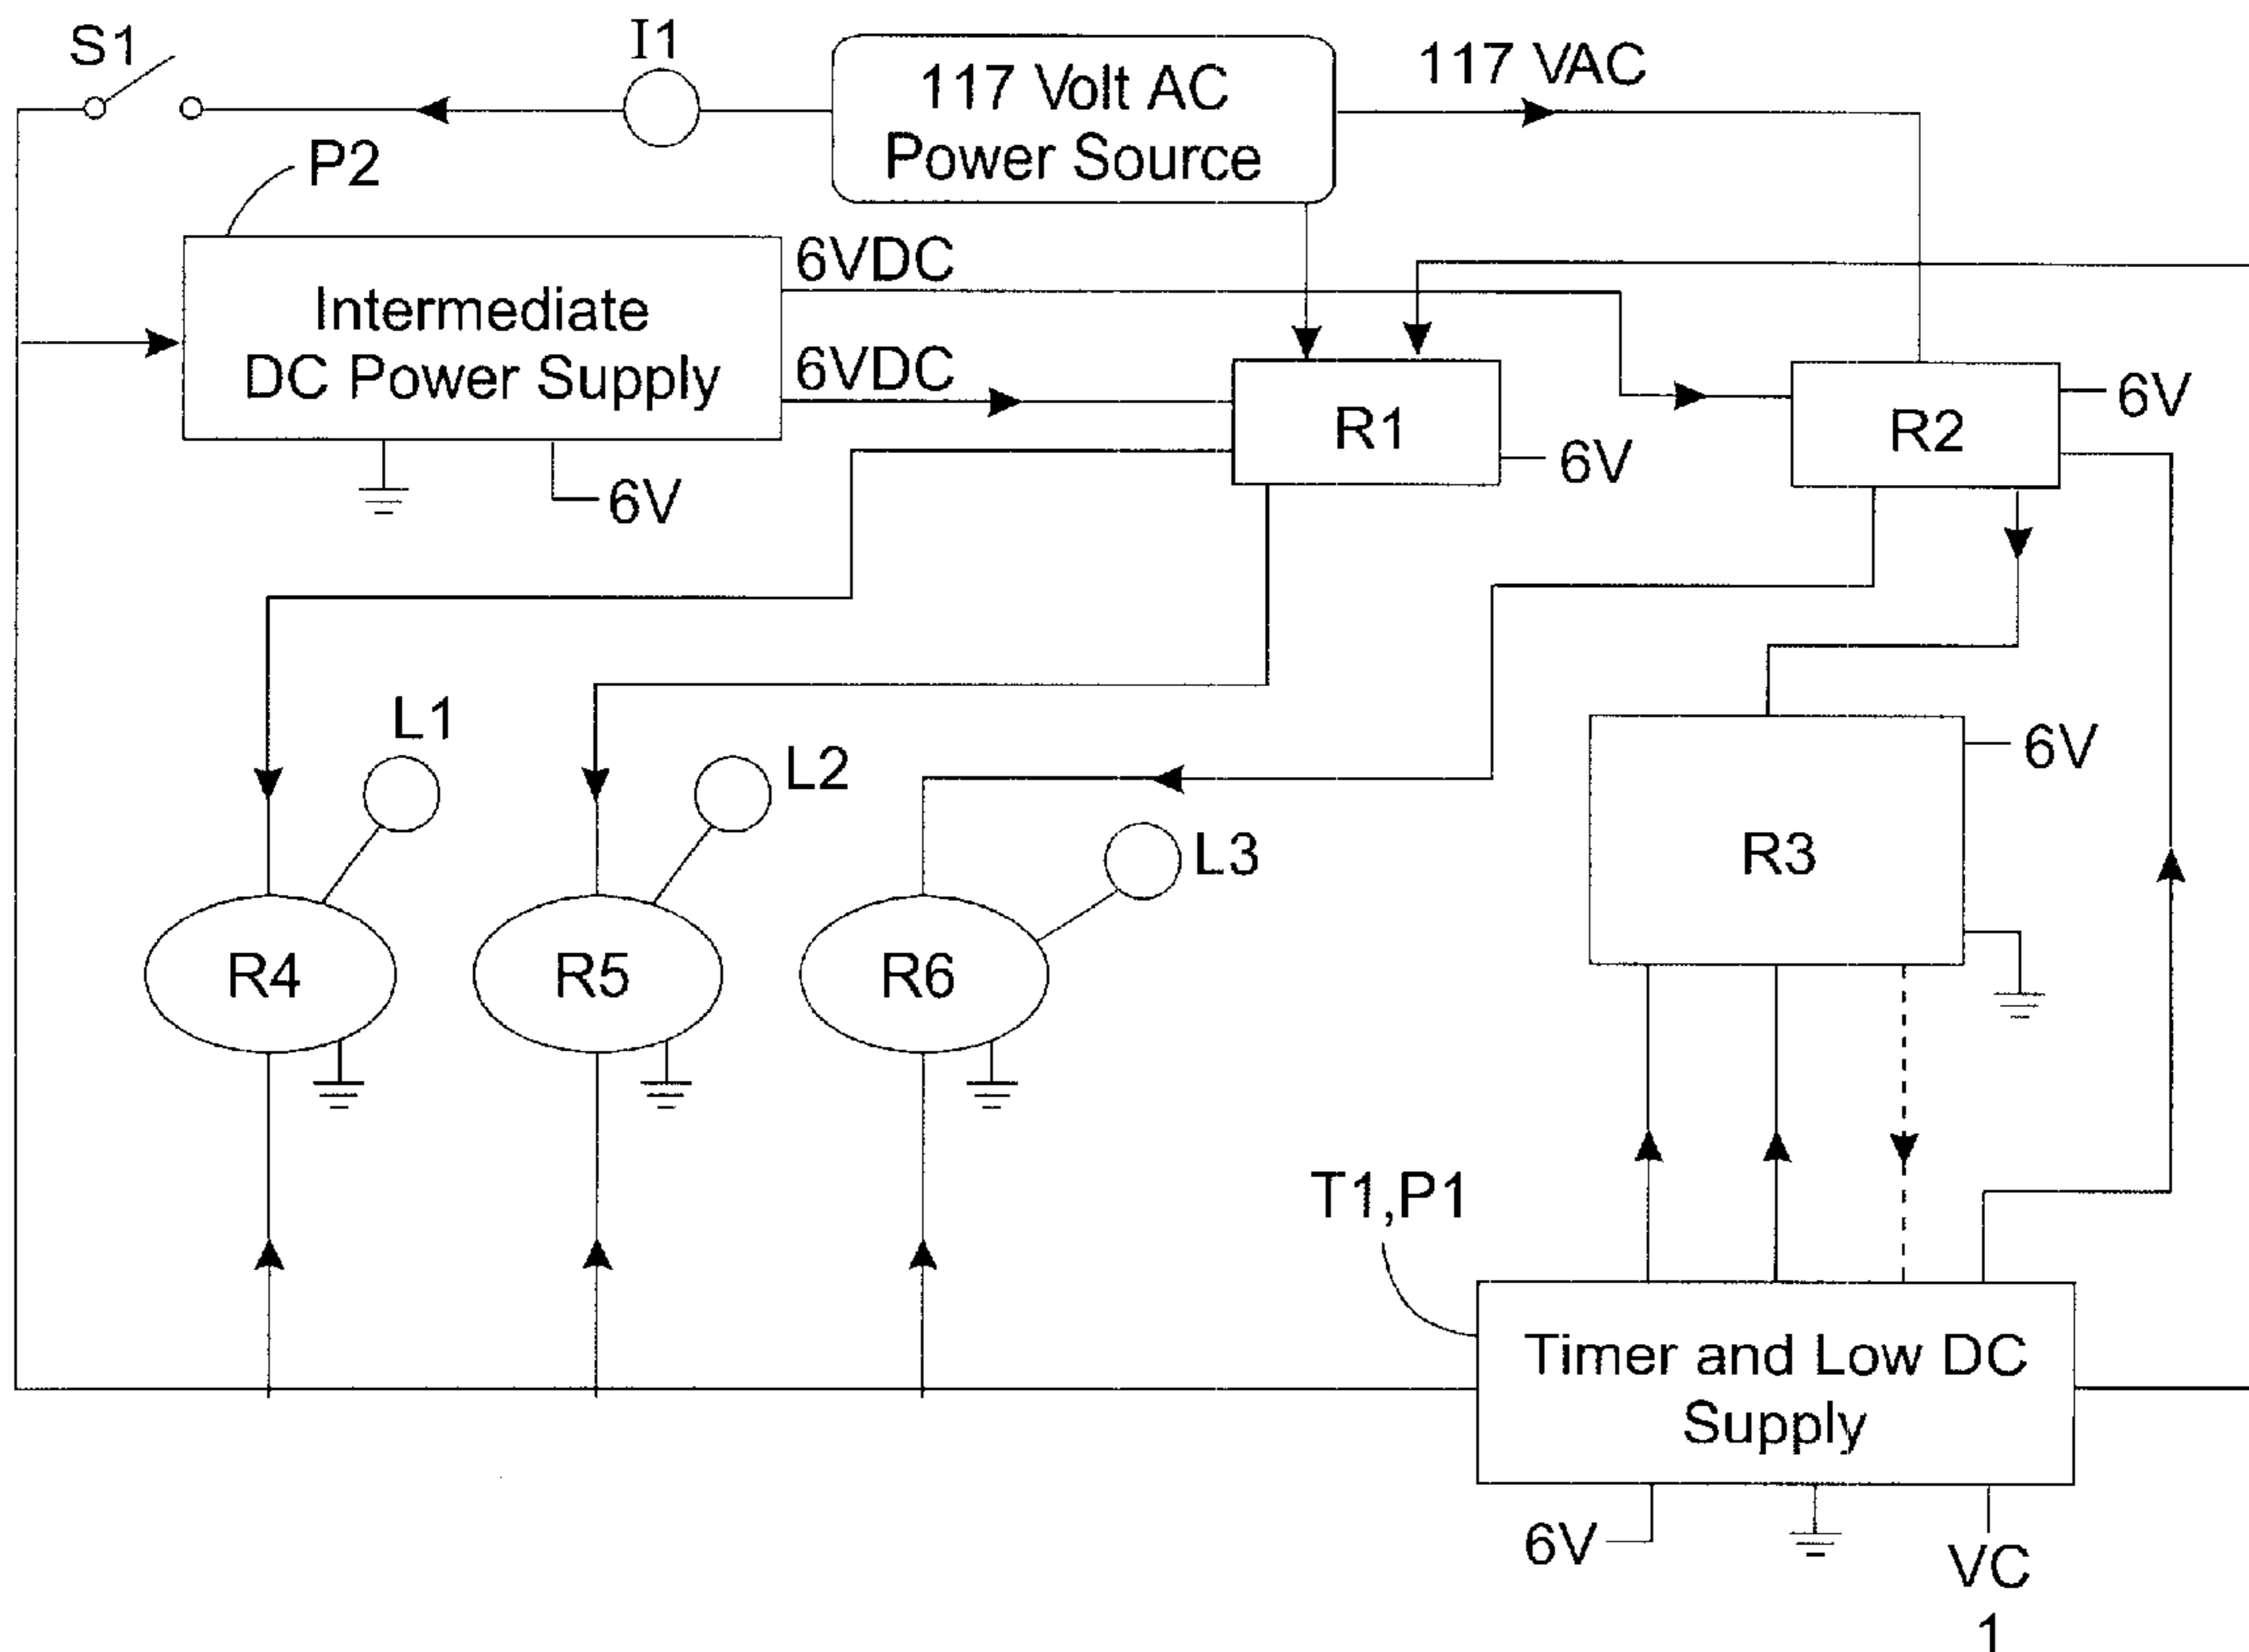 S1
I1
117 Volt AC
Power Source
117 VAC
P2
Intermediate
DC Power Supply
6VDC
6VDC
6V
R1
6V
R2
6V
L1
L2
L3
R4
R5
R6
R3
6V
T1,P1
Timer and Low DC
Supply
6V
VC
1